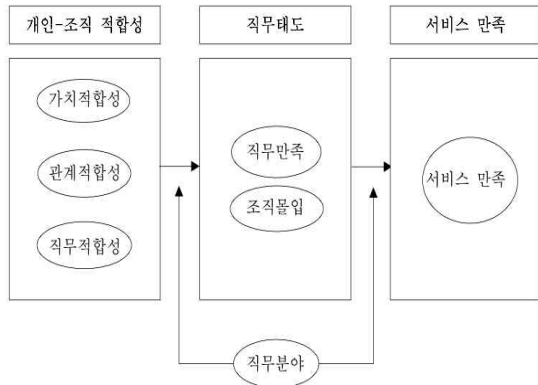 개인-조직 적합성
직무태도
서비스 만족
가치적합성
관계적합성
직무적합성
직무만족
조직몰입
서비스 만족
직무분야